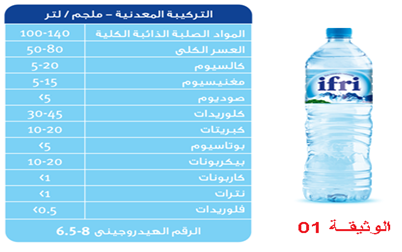 التركيبة المعدنية – ملجم / لتر
المواد الصلبة الذائبة الكلية 100-140
العسر الكلى 50-80
كالسيوم 5-20
مغنيسيوم 5-15
صوديوم 5>
كلوريدات 30-45
كبريتات 10-20
بوتاسيوم 5>
بيكربونات 10-20
كاربونات 1>
نترات 1>
فلوريدات 0.5>
الرقم الهيدروجيني 8-6.5
ifri
الوثيقــة 01